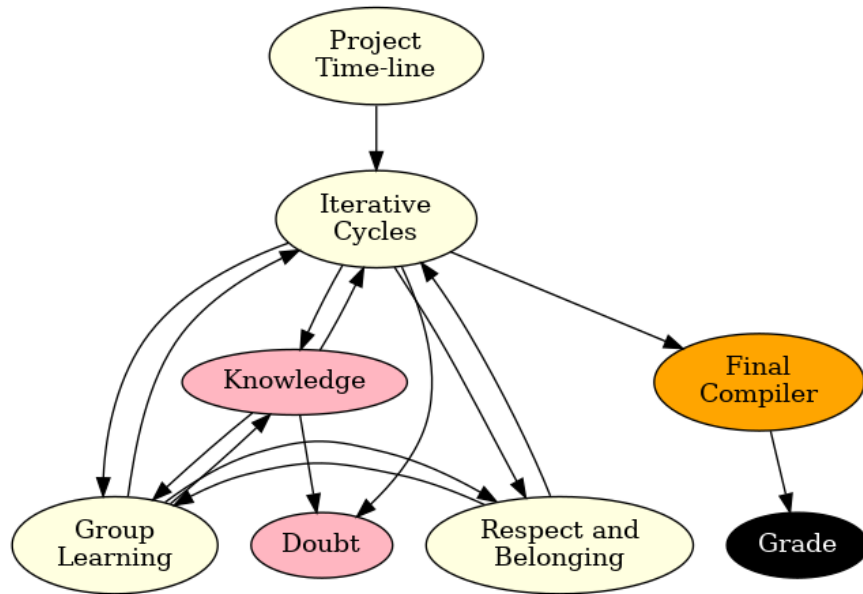 Project
Time-line
Iterative
Cycles
Knowledge
Final
Compiler
Group
Learning
Doubt
Respect and
Belonging
Grade